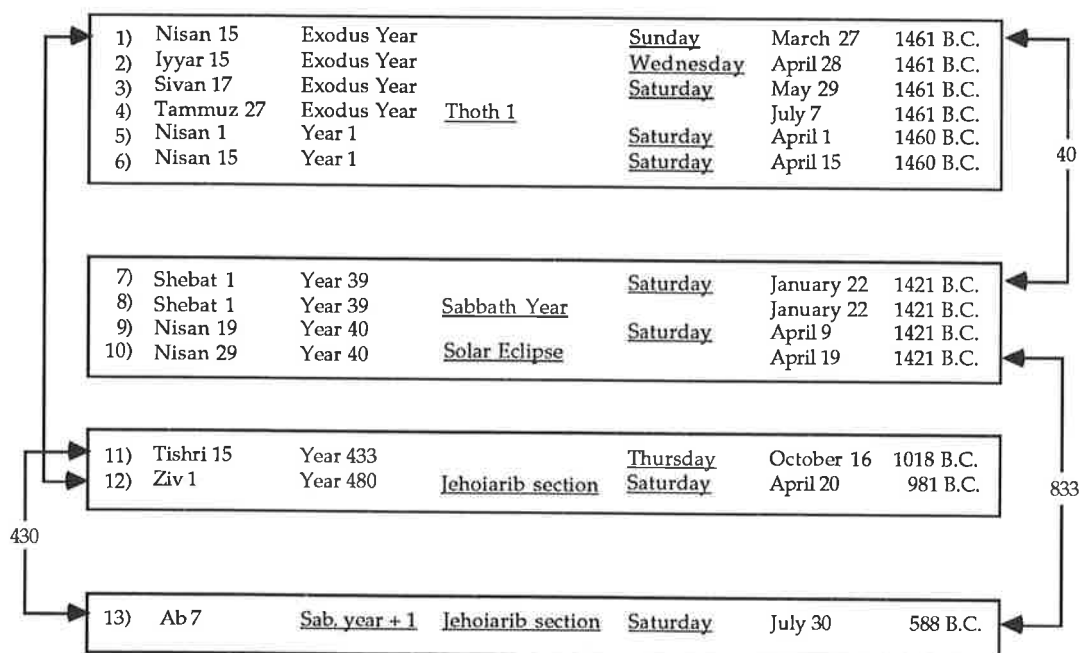 1) Nisan 15 Exodus Year Sunday March 27 1461 B.C.
2) Iyyar 15 Exodus Year Wednesday April 28 1461 B.C.
3) Sivan 17 Exodus Year Saturday May 29 1461 B.C.
4) Tammuz 27 Exodus Year Thoth 1 July 7 1461 B.C.
5) Nisan 1 Year 1 Saturday April 1 1460 B.C.
6) Nisan 15 Year 1 Saturday April 15 1460 B.C.
40
7) Shebat 1 Year 39 Saturday January 22 1421 B.C.
8) Shebat 1 Year 39 Sabbath Year January 22 1421 B.C.
9) Nisan 19 Year 40 Saturday April 9 1421 B.C.
10) Nisan 29 Year 40 Solar Eclipse April 19 1421 B.C.
11) Tishri 15 Year 433 Thursday October 16 1018 B.C.
12) Ziv 1 Year 480 Jehoiarib section Saturday April 20 981 B.C.
833
430
13) Ab 7 Sab. year + 1 Jehoiarib section Saturday July 30 588 B.C.